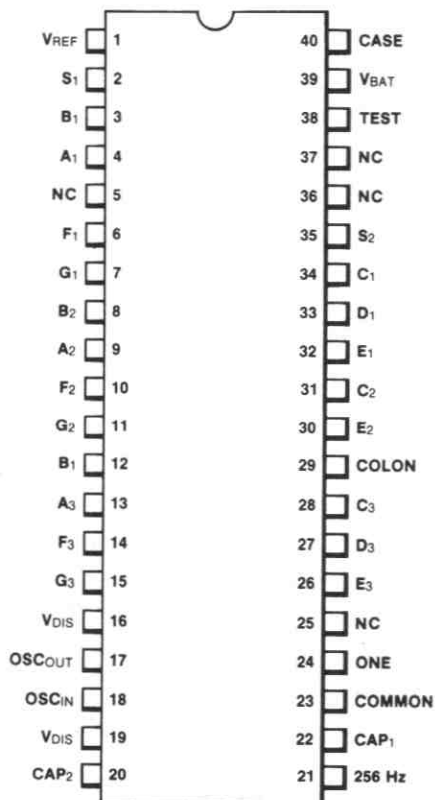 VREF 1 40 CASE
S1 2 39 VBAT
B1 3 38 TEST
A1 4 37 NC
NC 5 36 NC
F1 6 35 S2
G1 7 34 C1
B2 8 33 D1
A2 9 32 E1
F2 10 31 C2
G2 11 30 E2
B1 12 29 COLON
A3 13 28 C3
F3 14 27 D3
G3 15 26 E3
VDIS 16 25 NC
OSCOUT 17 24 ONE
OSCIN 18 23 COMMON
VDIS 19 22 CAP1
CAP2 20 21 256 Hz